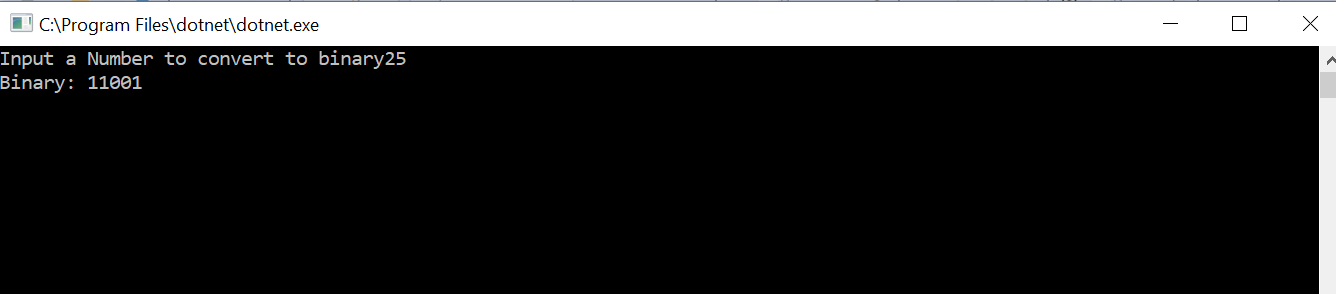 C:\Program Files\dotnet\dotnet.exe
Input a Number to convert to binary25
Binary: 11001